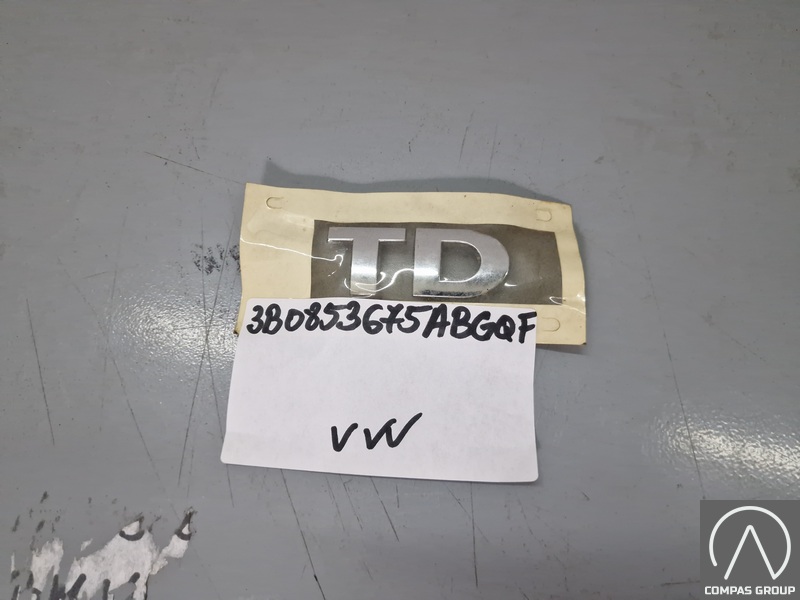 TD
3B0853675ABGQF
VW
COMPAS GROUP